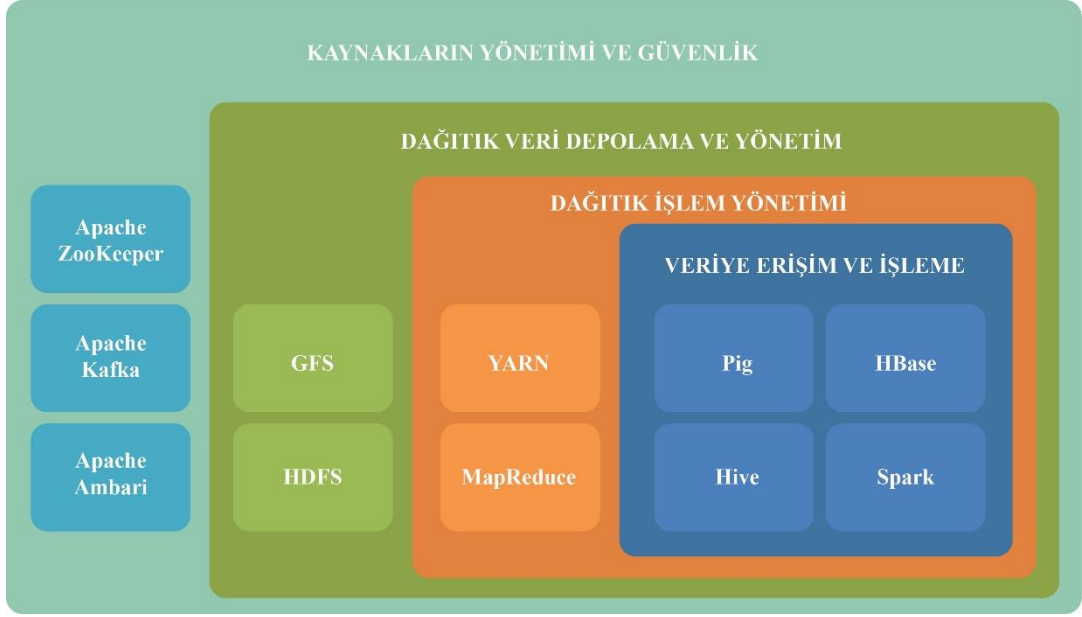 KAYNAKLARIN YÖNETİMİ VE GÜVENLİK
DAĞITIK VERİ DEPOLAMA VE YÖNETİM
DAĞITIK İŞLEM YÖNETİMİ
VERİYE ERİŞİM VE İŞLEME
Apache
ZooKeeper
Apache
Kafka
Apache
Ambari
GFS
HDFS
YARN
MapReduce
Pig
HBase
Hive
Spark